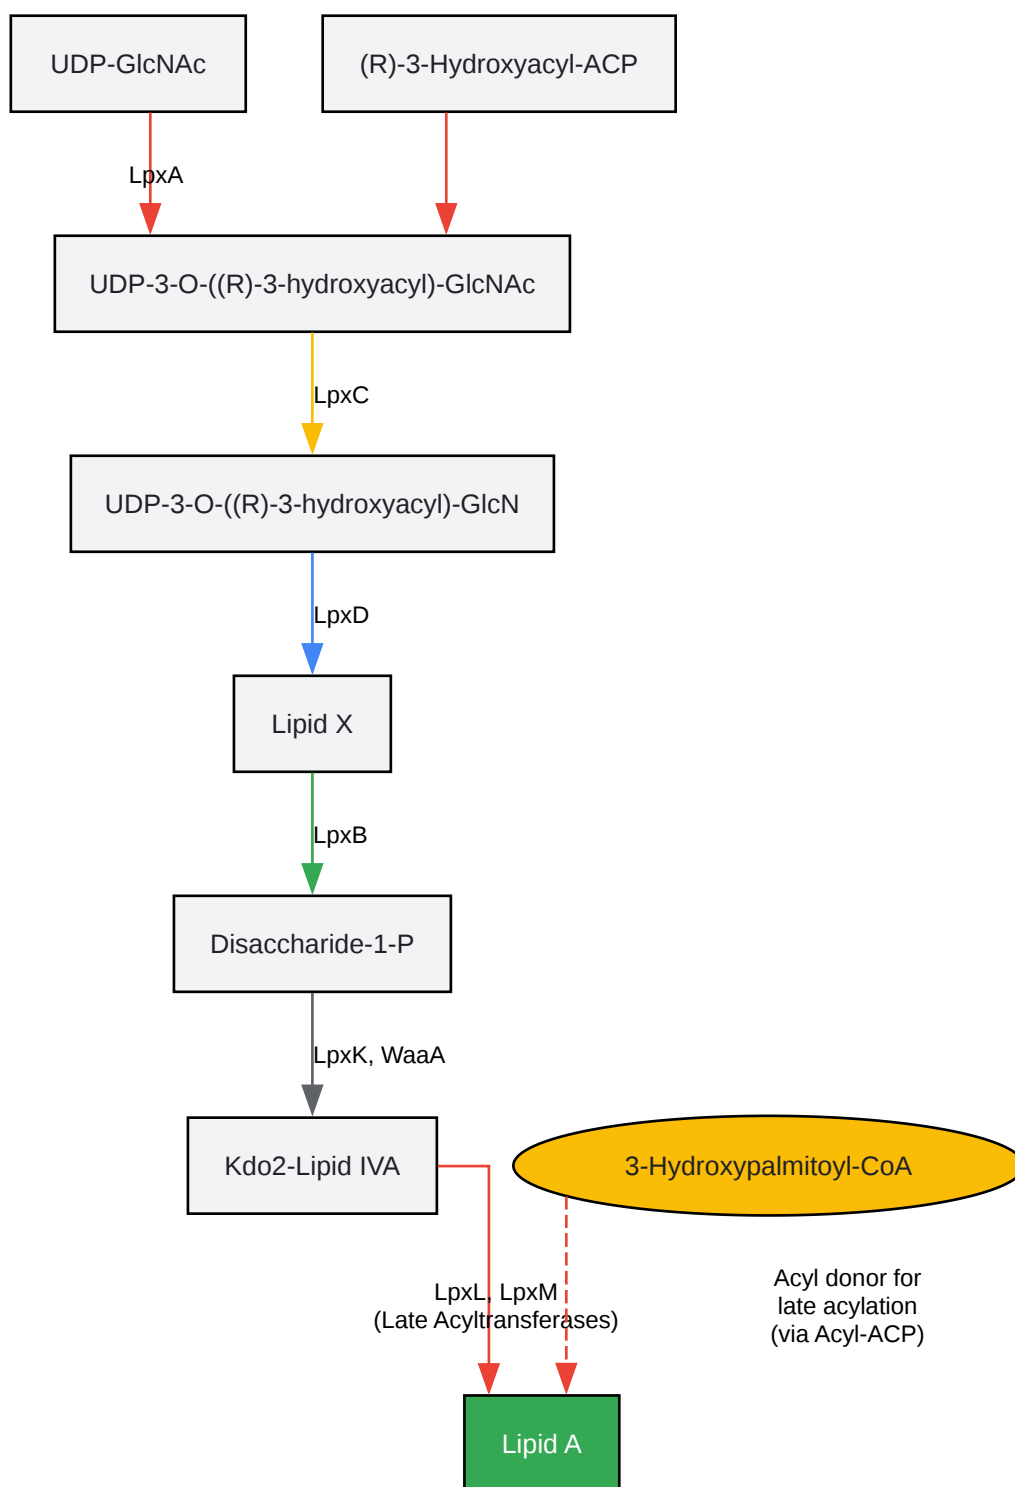 UDP-GlcNAc
(R)-3-Hydroxyacyl-ACP
LpxA
UDP-3-O-((R)-3-hydroxyacyl)-GlcNAc
LpxC
UDP-3-O-((R)-3-hydroxyacyl)-GlcN
LpxD
Lipid X
LpxB
Disaccharide-1-P
LpxK, WaaA
Kdo2-Lipid IVA
3-Hydroxypalmitoyl-CoA
LpxL, LpxM
(Late Acyltransferases)
Acyl donor for
late acylation
(via Acyl-ACP)
Lipid A